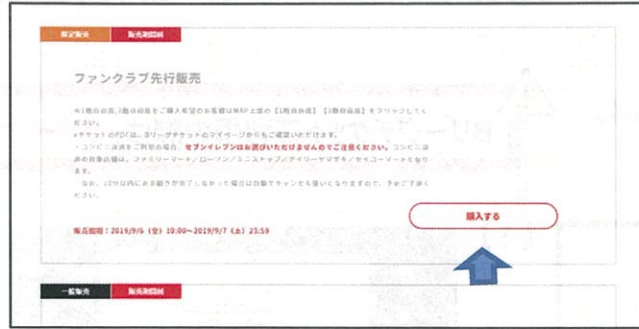 限定販売 販売期間前
ファンクラブ先行販売
※1階自由席,2階自由席をご購入希望のお客様はMAP上部の【1階自由席】【2階自由席】をクリックしてく
ださい。
eチケットのPDFは、Bリーグチケットのマイページからもご確認いただけます。
・コンビニ決済をご利用の場合、セブンイレブンはお選びいただけませんのでご注意ください。コンビニ決
済の対象店舗は、ファミリーマート/ローソン/ミニストップ/デイリーヤマザキ/セイコーマートとなり
ます。
・なお、10分以内にお手続きが完了しなかった場合は自動でキャンセル扱いとなりますので、予めご了承く
ださい。
購入する
販売期間:2019/9/6 (金) 10:00~2019/9/7 (土) 23:59
一般販売 販売期間前